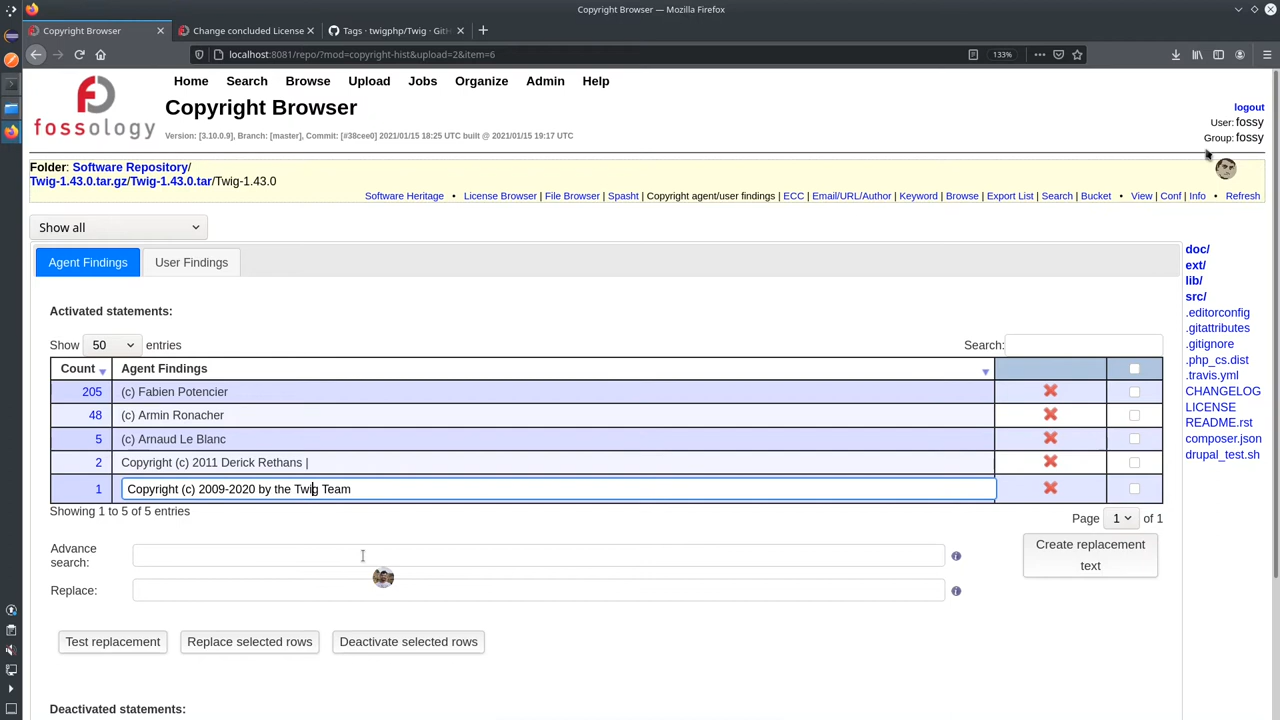 Copyright Browser — Mozilla Firefox
Copyright Browser
Change concluded License
Tags · twigphp/Twig · GitH
localhost:8081/repo/?mod=copyright-hist&upload=2&item=6
133%
Home Search Browse Upload Jobs Organize Admin Help
fossology
Copyright Browser
Version: [3.10.0.9], Branch: [master], Commit: [#38cee0] 2021/01/15 18:25 UTC built @ 2021/01/15 19:17 UTC
logout
User: fossy
Group: fossy
Folder: Software Repository/
Twig-1.43.0.tar.gz/Twig-1.43.0.tar/Twig-1.43.0
Software Heritage • License Browser | File Browser | Spasht | Copyright agent/user findings | ECC | Email/URL/Author | Keyword | Browse | Export List | Search | Bucket • View | Conf | Info • Refresh
Show all
Agent Findings User Findings
Activated statements:
Show 50 entries
Search:
Count Agent Findings
205 (c) Fabien Potencier
48 (c) Armin Ronacher
5 (c) Arnaud Le Blanc
2 Copyright (c) 2011 Derick Rethans |
1 Copyright (c) 2009-2020 by the Twig Team
Showing 1 to 5 of 5 entries
Page 1 of 1
Advance
search:
Replace:
Create replacement
text
Test replacement Replace selected rows Deactivate selected rows
Deactivated statements:
doc/
ext/
lib/
src/
.editorconfig
.gitattributes
.gitignore
.php_cs.dist
.travis.yml
CHANGELOG
LICENSE
README.rst
composer.json
drupal_test.sh